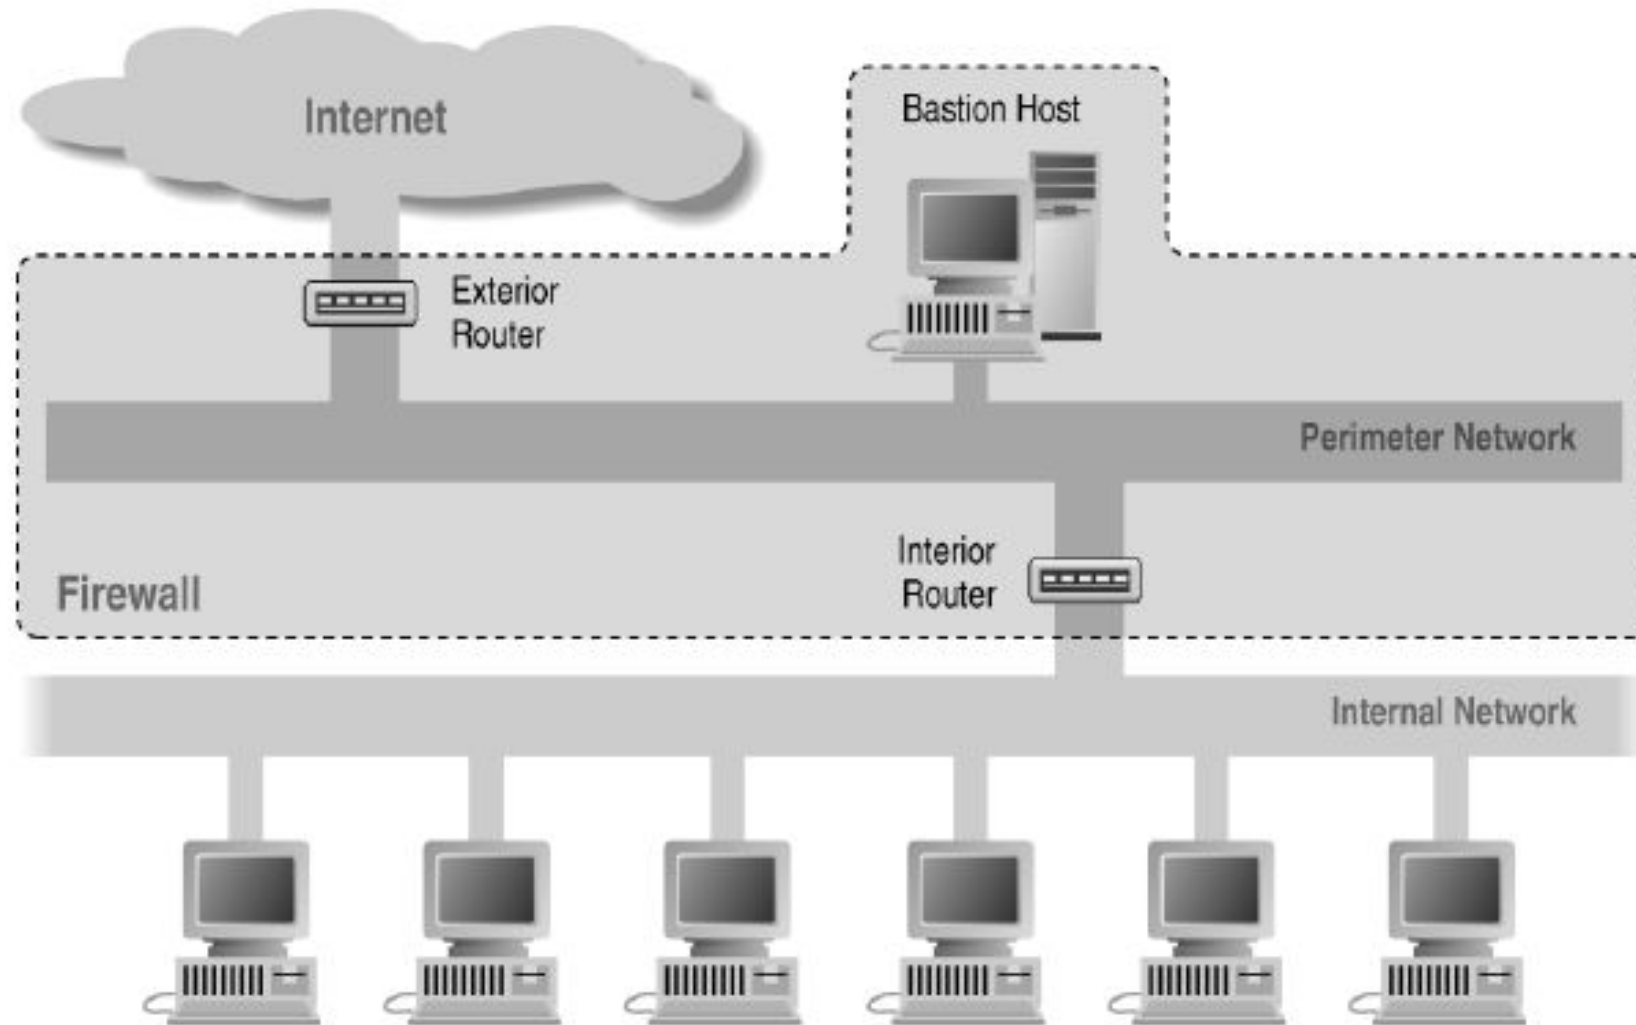 Internet
Bastion Host
Exterior
Router
Perimeter Network
Interior
Router
Firewall
Internal Network